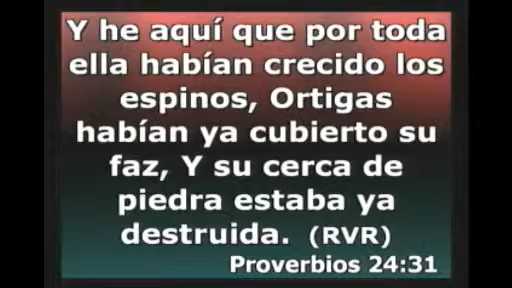 Y he aquí que por toda
ella habían crecido los
espinos, Ortigas
habían ya cubierto su
faz, Y su cerca de
piedra estaba ya
destruida. (RVR)
Proverbios 24:31